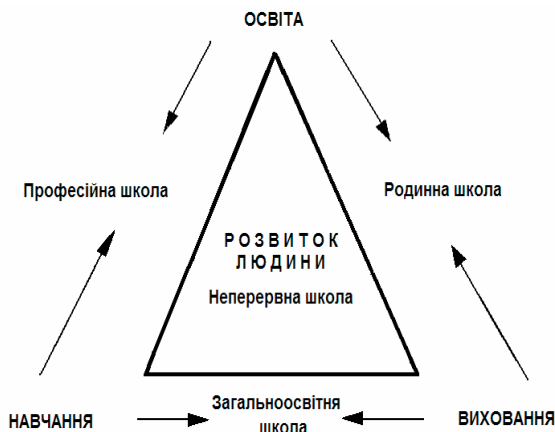 ОСВІТА
Професійна школа
Родинна школа
РОЗВИТОК
ЛЮДИНИ
Неперервна школа
Загальноосвітня
школа
НАВЧАННЯ
ВИХОВАННЯ